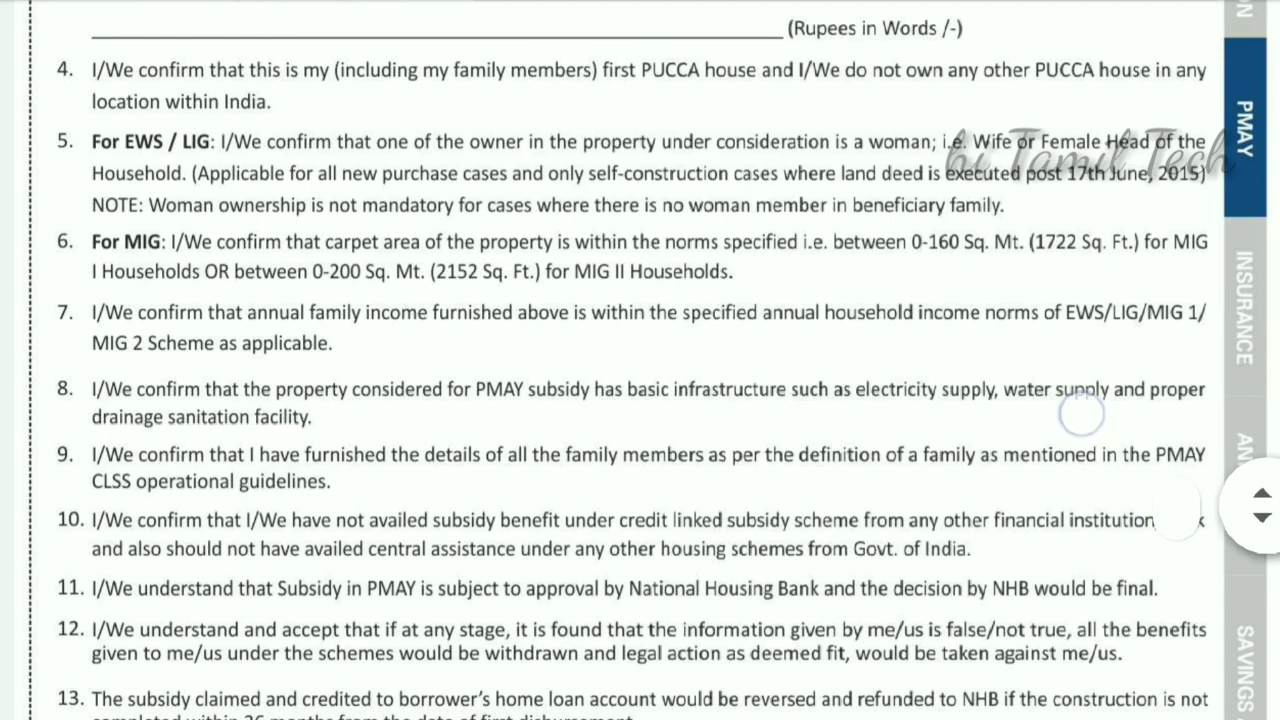 (Rupees in Words /-)
4. I/We confirm that this is my (including my family members) first PUCCA house and I/We do not own any other PUCCA house in any
location within India.
5. For EWS / LIG: I/We confirm that one of the owner in the property under consideration is a woman; i.e. Wife or Female Head of the
Household. (Applicable for all new purchase cases and only self-construction cases where land deed is executed post 17th June, 2015)
NOTE: Woman ownership is not mandatory for cases where there is no woman member in beneficiary family.
6. For MIG: I/We confirm that carpet area of the property is within the norms specified i.e. between 0-160 Sq. Mt. (1722 Sq. Ft.) for MIG
I Households OR between 0-200 Sq. Mt. (2152 Sq. Ft.) for MIG II Households.
7. I/We confirm that annual family income furnished above is within the specified annual household income norms of EWS/LIG/MIG 1/
MIG 2 Scheme as applicable.
8. I/We confirm that the property considered for PMAY subsidy has basic infrastructure such as electricity supply, water supply and proper
drainage sanitation facility.
9. I/We confirm that I have furnished the details of all the family members as per the definition of a family as mentioned in the PMAY
CLSS operational guidelines.
10. I/We confirm that I/We have not availed subsidy benefit under credit linked subsidy scheme from any other financial institution
and also should not have availed central assistance under any other housing schemes from Govt. of India.
11. I/We understand that Subsidy in PMAY is subject to approval by National Housing Bank and the decision by NHB would be final.
12. I/We understand and accept that if at any stage, it is found that the information given by me/us is false/not true, all the benefits
given to me/us under the schemes would be withdrawn and legal action as deemed fit, would be taken against me/us.
13. The subsidy claimed and credited to borrower's home loan account would be reversed and refunded to NHB if the construction is not
completed within 36 months from the date of first disbursement
hi Tamil Tech
PMAY
INSURANCE
SAVINGS